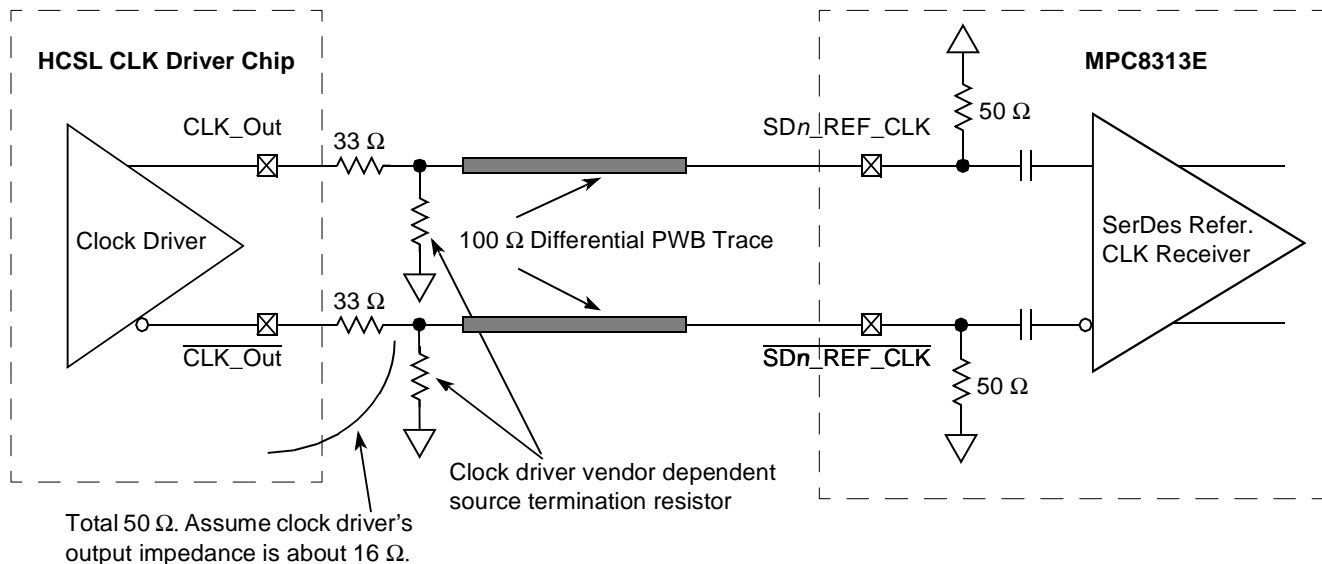 HCSL CLK Driver Chip
MPC8313E
CLK_Out
33 Ω
SDn_REF_CLK
50 Ω
Clock Driver
100 Ω Differential PWB Trace
SerDes Refer.
CLK Receiver
33 Ω
CLK_Out
SDn_REF_CLK
50 Ω
Clock driver vendor dependent
source termination resistor
Total 50 Ω. Assume clock driver's
output impedance is about 16 Ω.